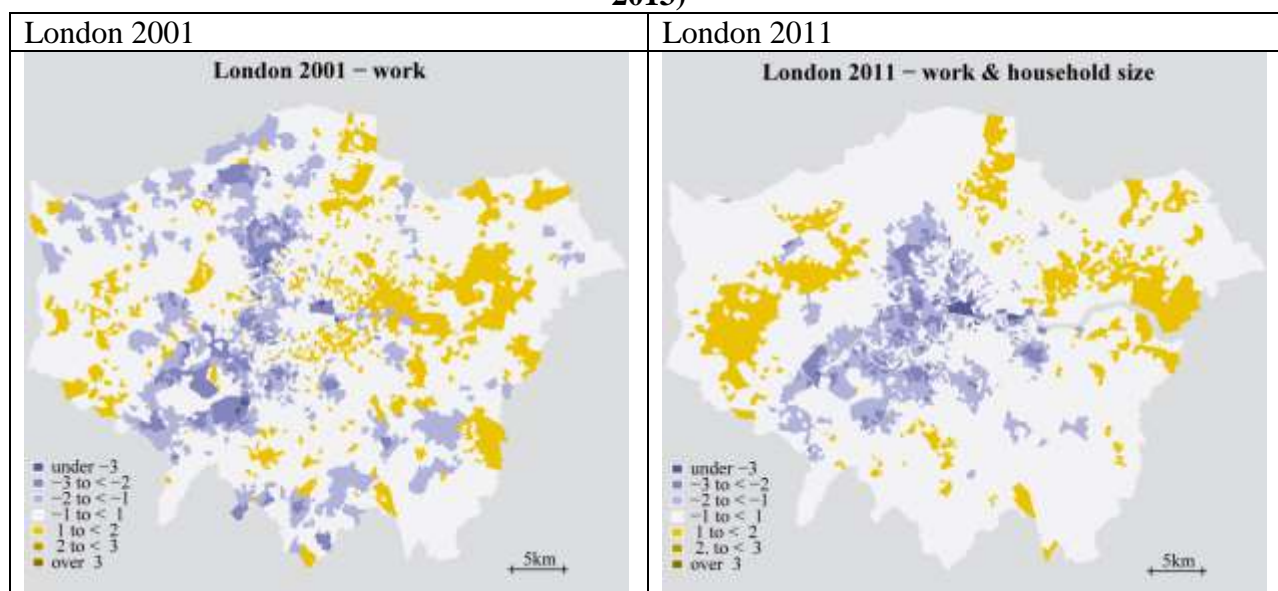 2015)
London 2001
London 2011
London 2001 − work
under −3
−3 to < −2
−2 to < −1
−1 to < 1
1 to < 2
2 to < 3
over 3
5km
London 2011 − work & household size
under −3
−3 to < −2
−2 to < −1
−1 to < 1
1 to < 2
2. to < 3
over 3
5km